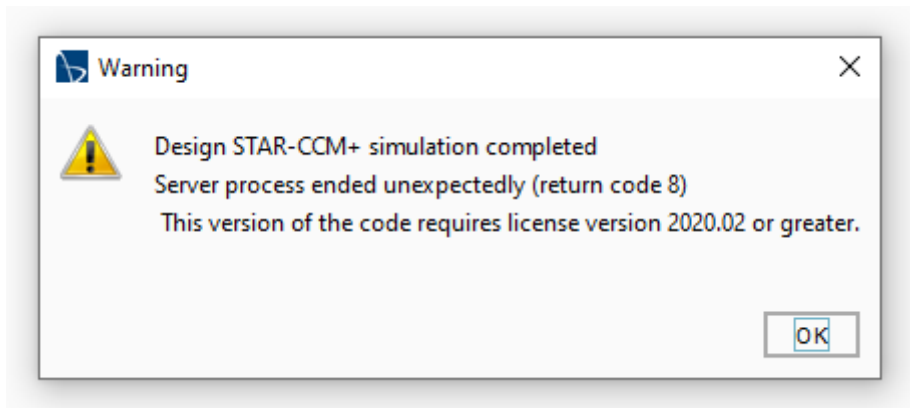 Warning
Design STAR-CCM+ simulation completed
Server process ended unexpectedly (return code 8)
This version of the code requires license version 2020.02 or greater.
OK